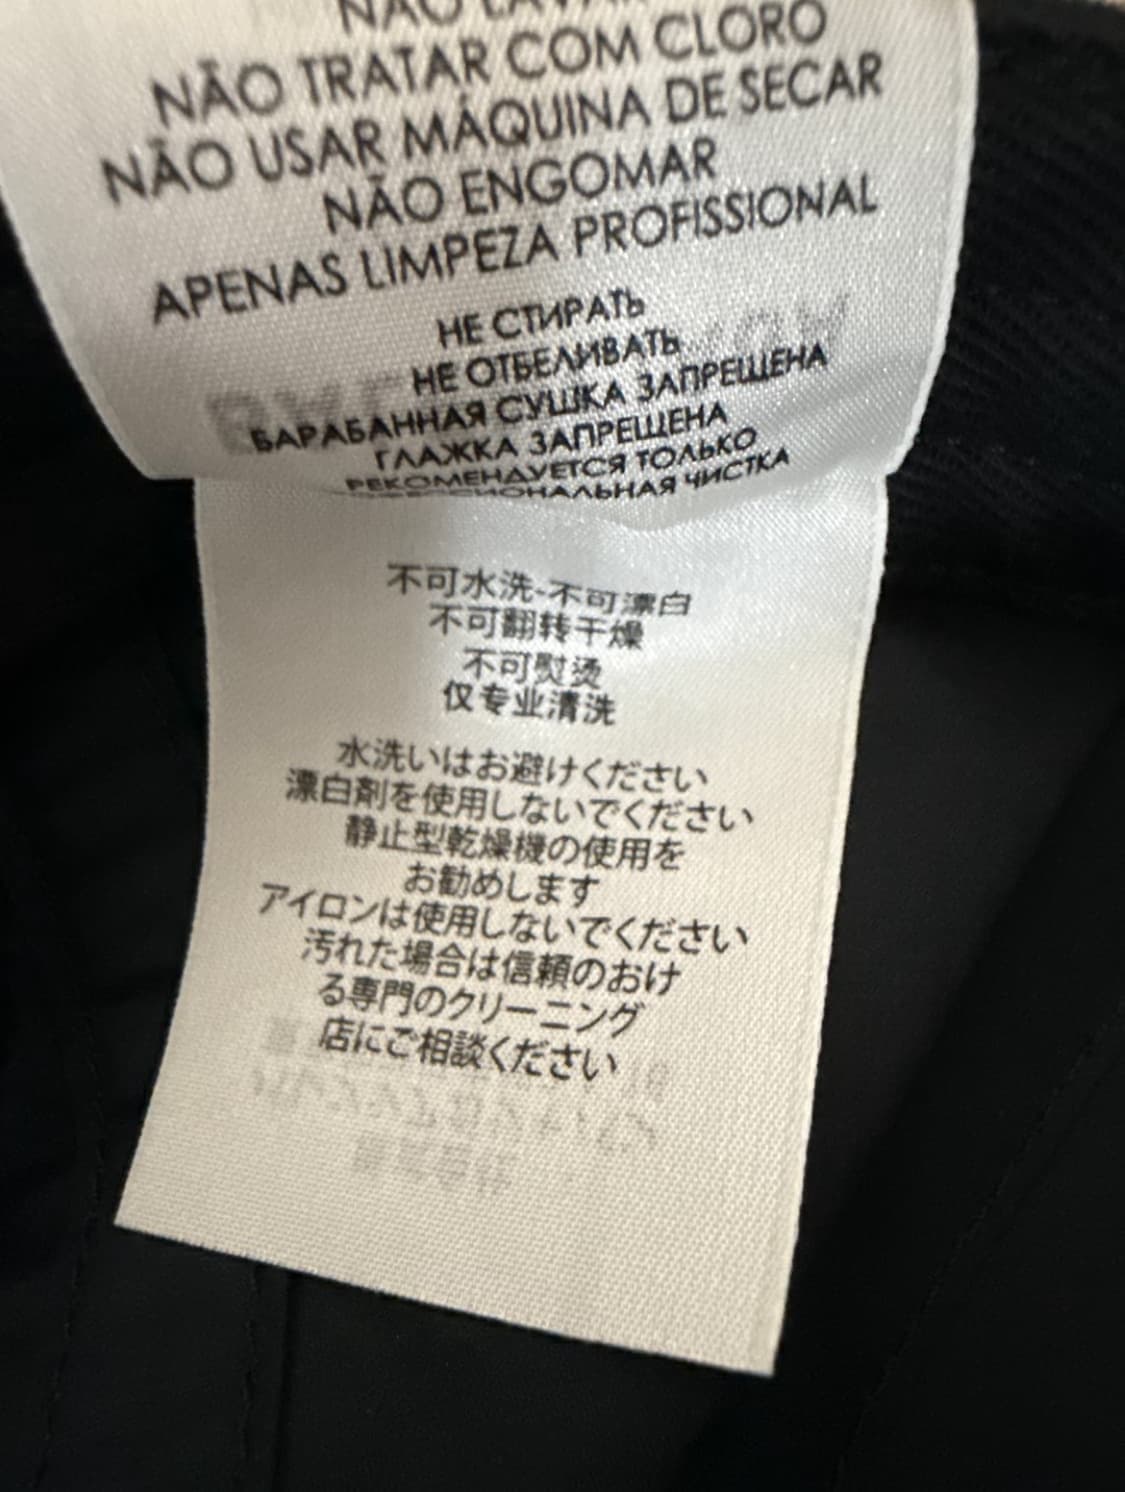 NÃO
NÃO TRATAR COM CLORO
NÃO USAR MÁQUINA DE SECAR
NÃO ENGOMAR
APENAS LIMPEZA PROFISSIONAL
НЕ СТИРАТЬ
НЕ ОТБЕЛИВАТЬ
БАРАБАННАЯ СУШКА ЗАПРЕЩЕНА
ГЛАЖКА ЗАПРЕЩЕНА
РЕКОМЕНДУЕТСЯ ТОЛЬКО
ПРОФЕССИОНАЛЬНАЯ ЧИСТКА
不可水洗-不可漂白
不可翻转干燥
不可熨烫
仅专业清洗
水洗いはお避けください
漂白剤を使用しないでください
静止型乾燥機の使用を
お勧めします
アイロンは使用しないでください
汚れた場合は信頼のおけ
る専門のクリーニング
店にご相談ください